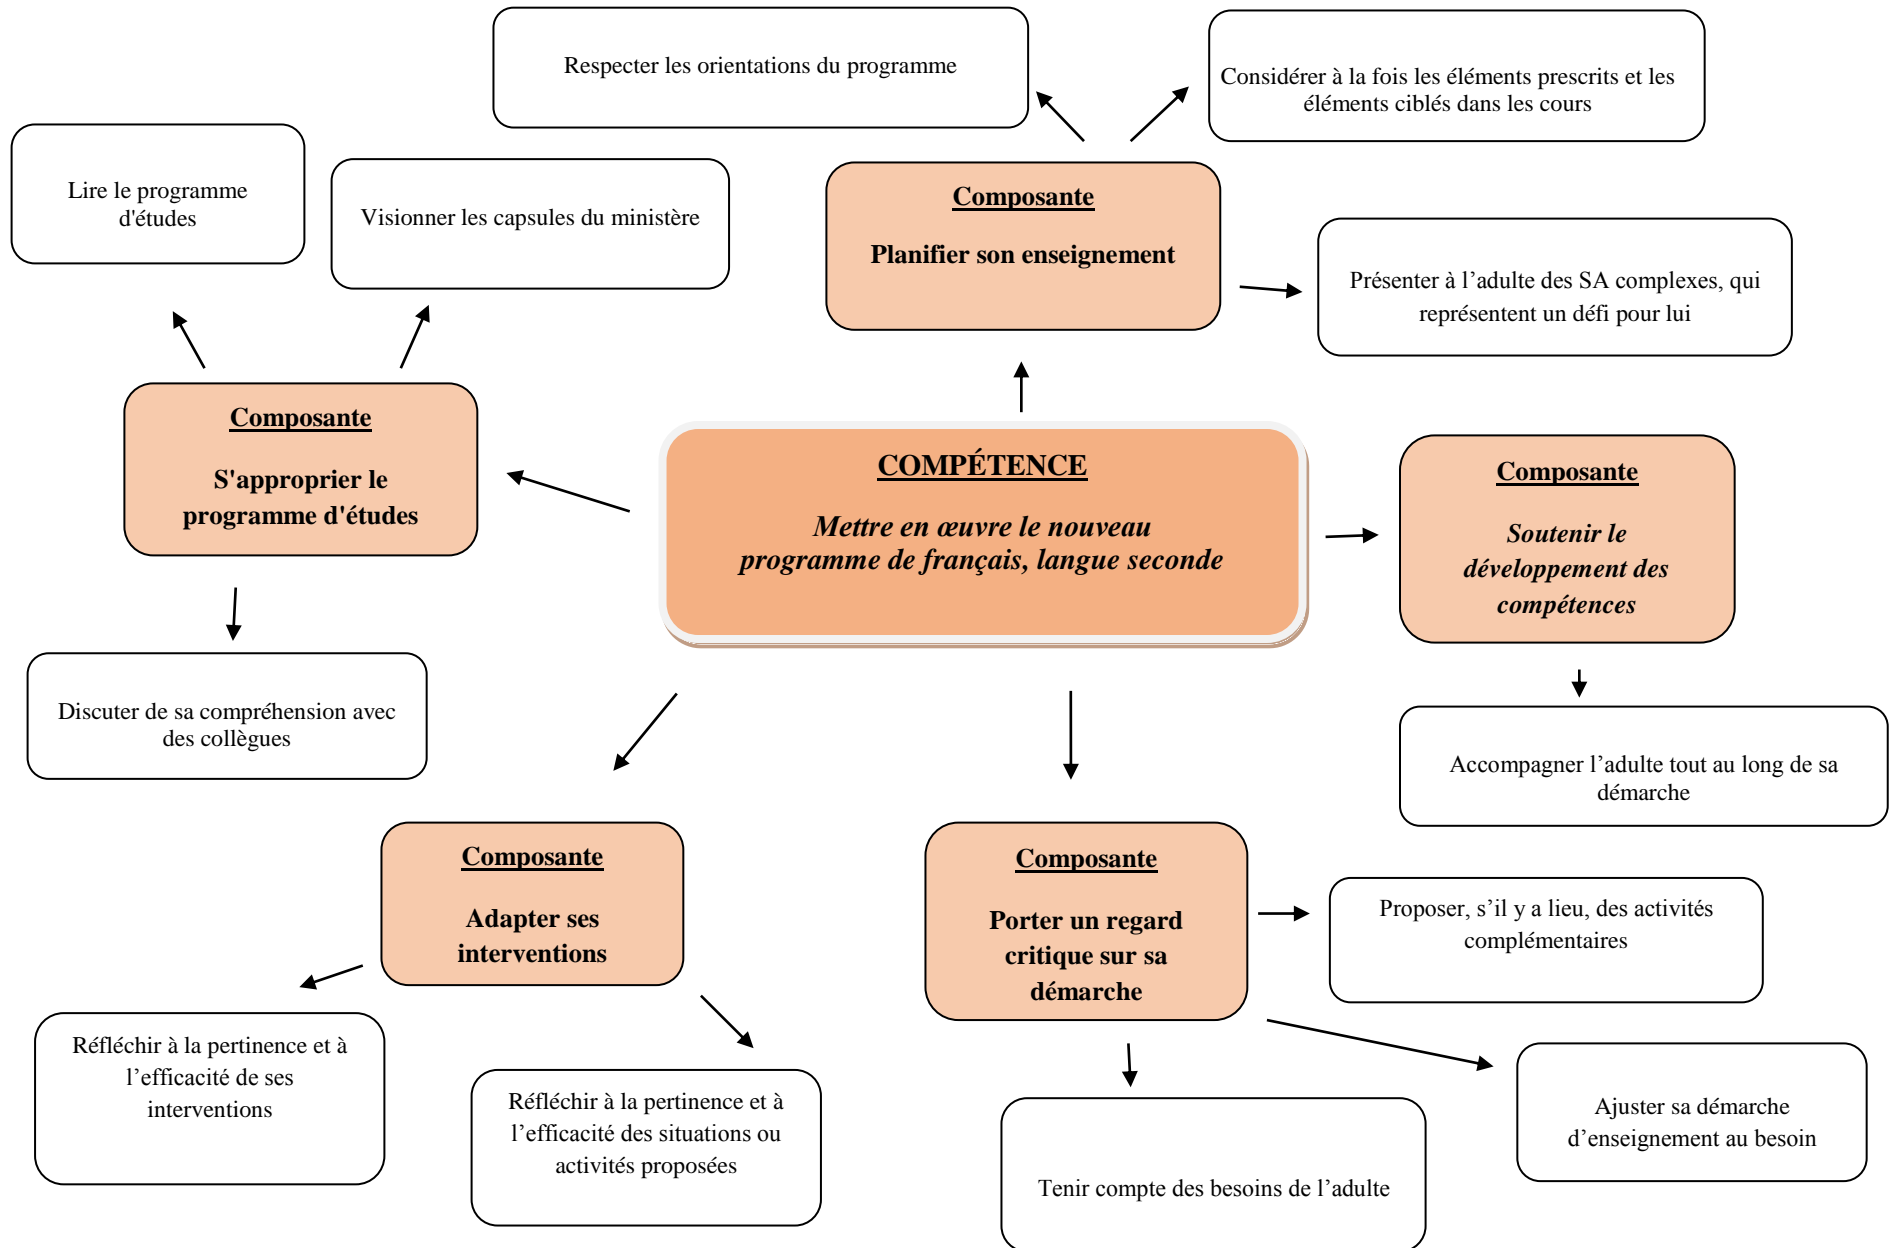 Respecter les orientations du programme
Considérer à la fois les éléments prescrits et les
éléments ciblés dans les cours
Lire le programme
d'études
Visionner les capsules du ministère
Composante
Planifier son enseignement
Présenter à l’adulte des SA complexes, qui
représentent un défi pour lui
Composante
S'approprier le
programme d'études
COMPÉTENCE
Mettre en œuvre le nouveau
programme de français, langue seconde
Composante
Soutenir le
développement des
compétences
Discuter de sa compréhension avec
des collègues
Accompagner l’adulte tout au long de sa
démarche
Composante
Adapter ses
interventions
Composante
Porter un regard
critique sur sa
démarche
Proposer, s’il y a lieu, des activités
complémentaires
Réfléchir à la pertinence et à
l’efficacité de ses
interventions
Réfléchir à la pertinence et à
l’efficacité des situations ou
activités proposées
Tenir compte des besoins de l’adulte
Ajuster sa démarche
d’enseignement au besoin